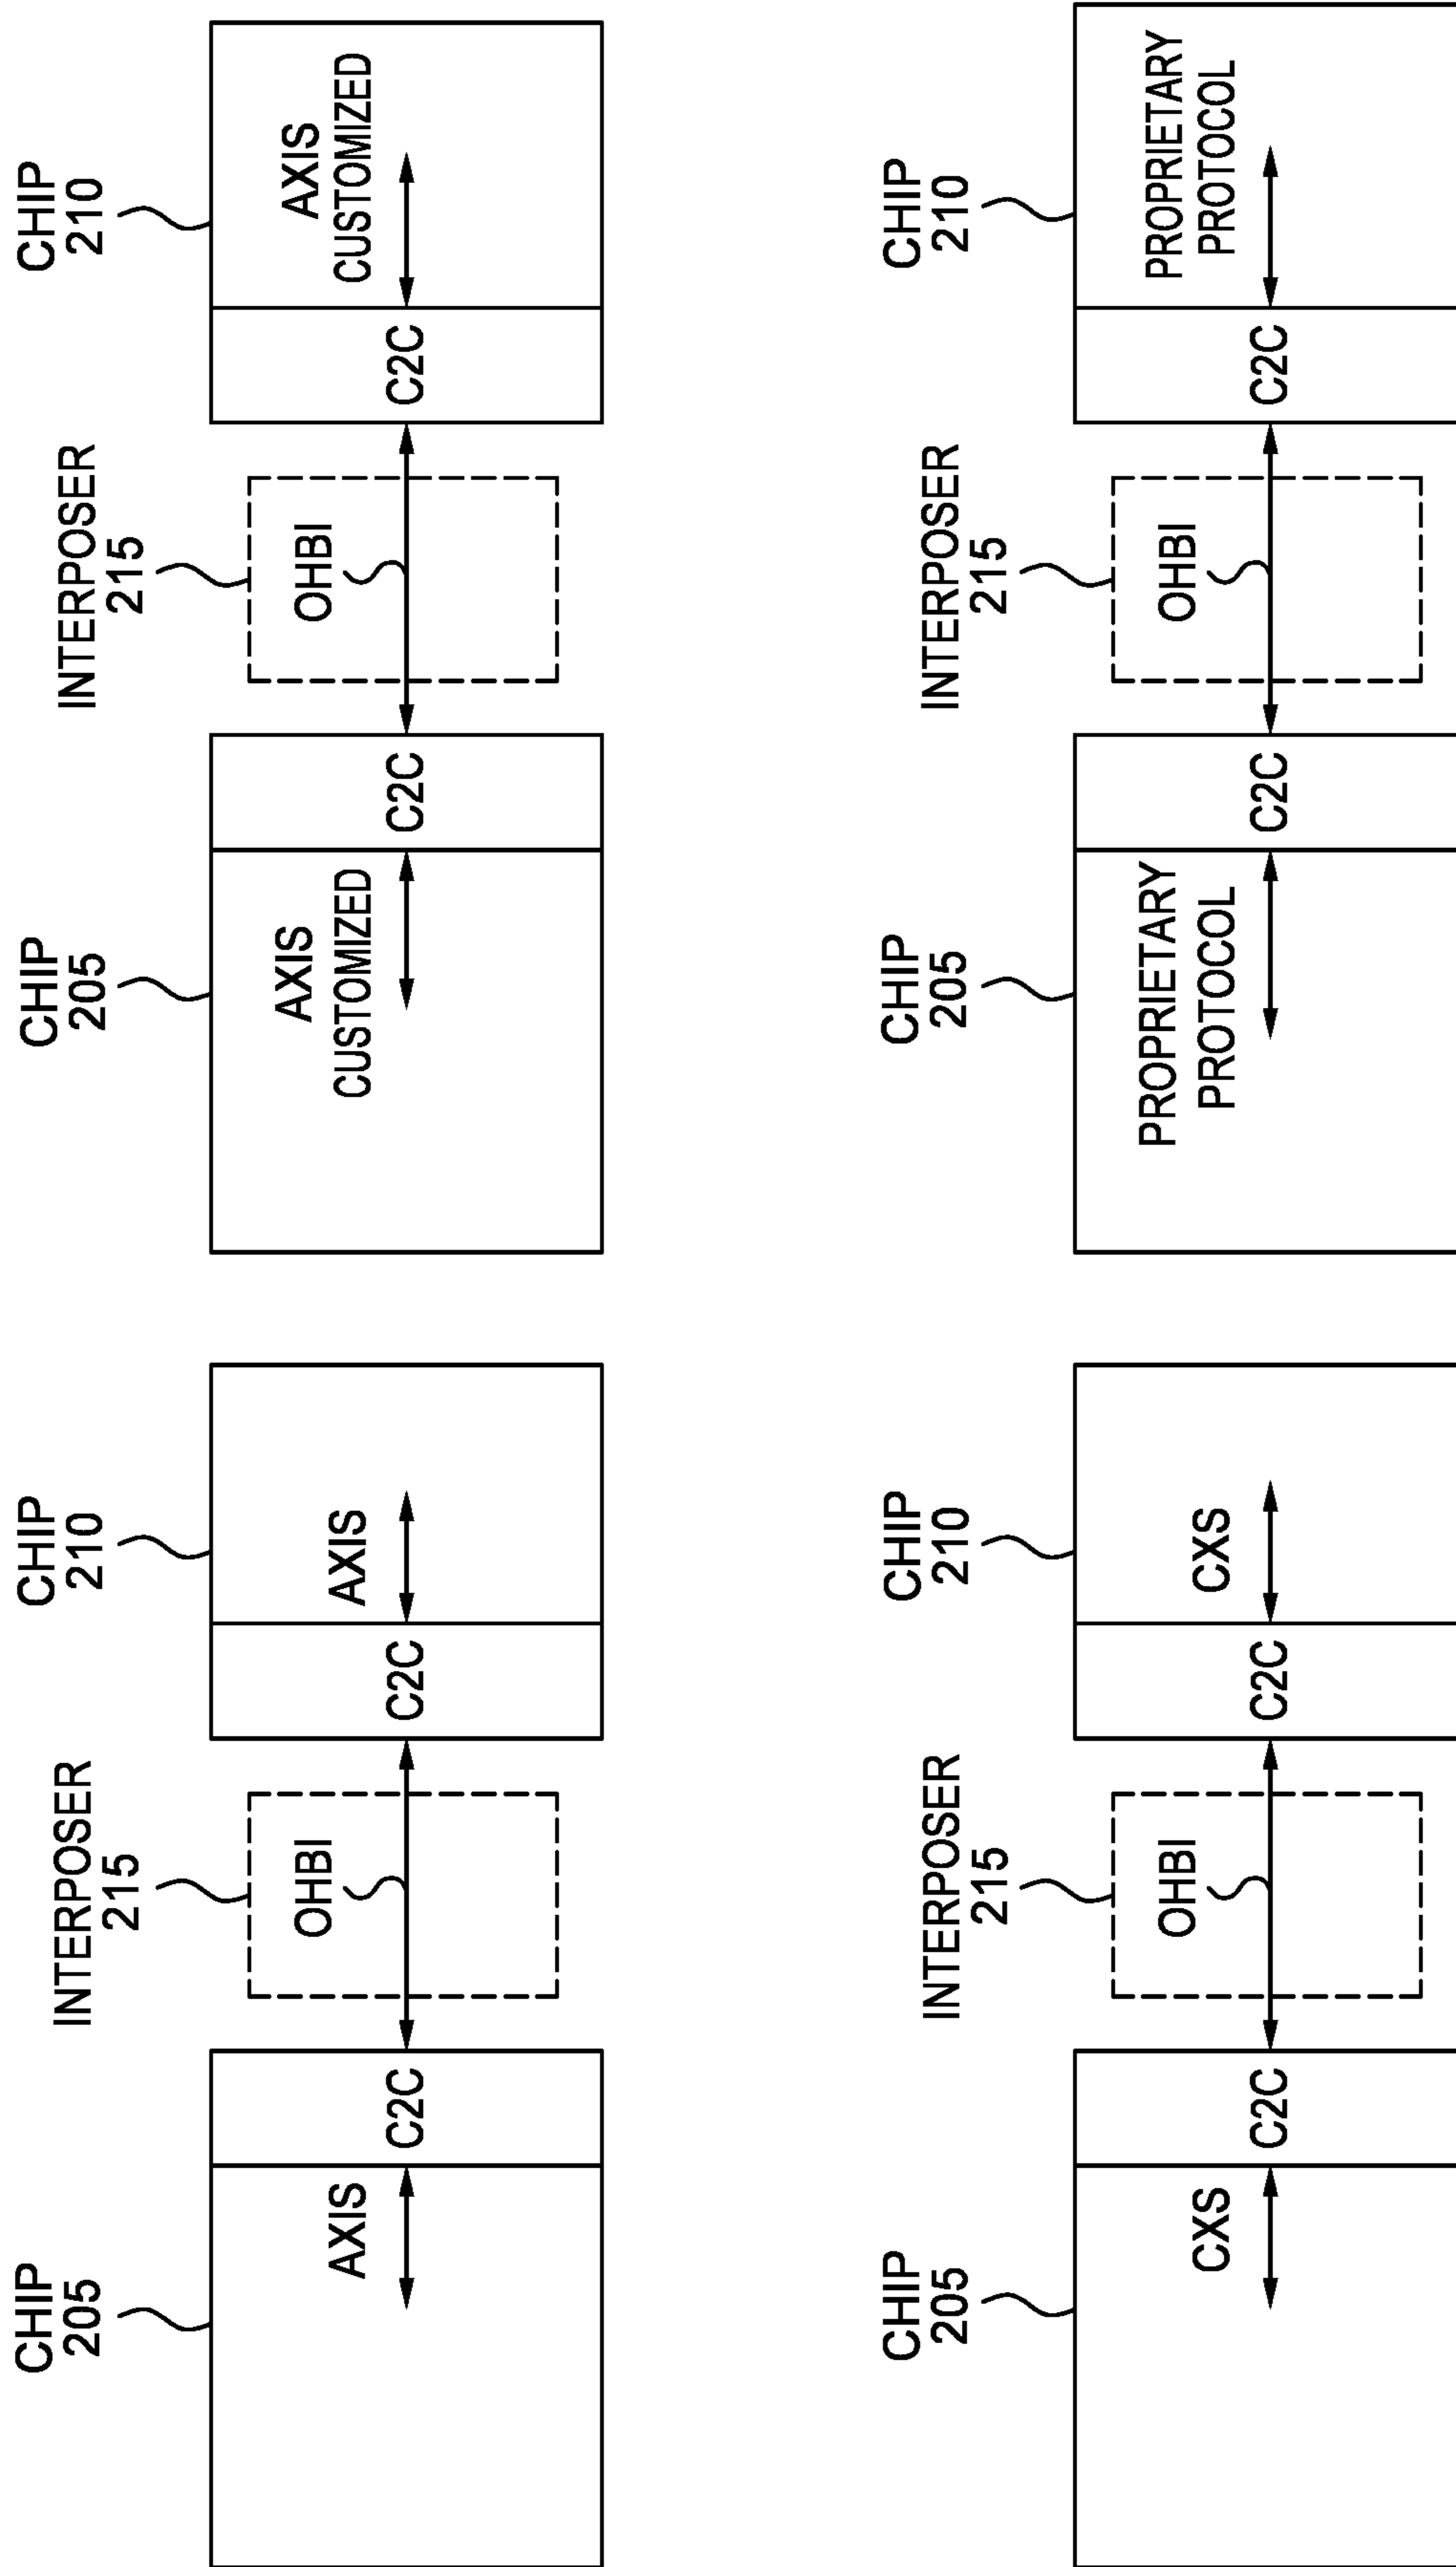 CHIP
205
AXIS
C2C
INTERPOSER
215
OHBI
C2C
AXIS
CHIP
210
CHIP
205
AXIS
CUSTOMIZED
C2C
INTERPOSER
215
OHBI
C2C
AXIS
CUSTOMIZED
CHIP
210
CHIP
205
CXS
C2C
INTERPOSER
215
OHBI
C2C
CXS
CHIP
210
CHIP
205
PROPRIETARY
PROTOCOL
C2C
INTERPOSER
215
OHBI
C2C
PROPRIETARY
PROTOCOL
CHIP
210